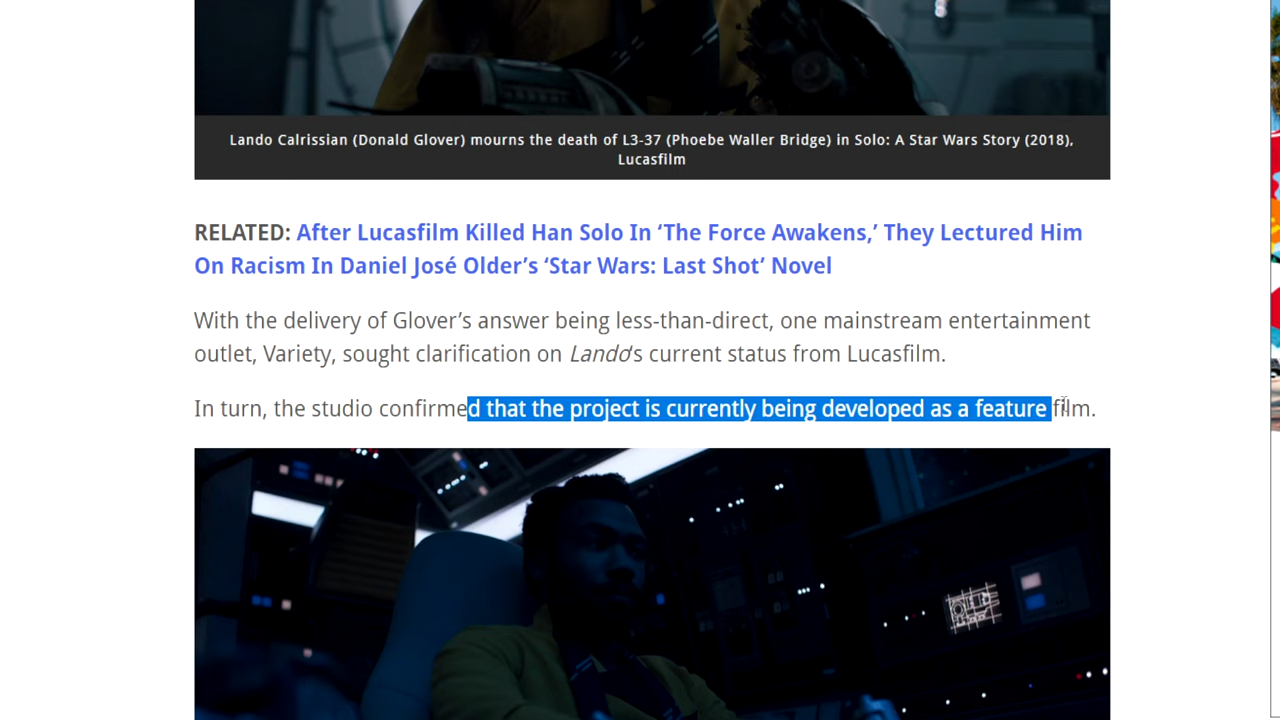 Lando Calrissian (Donald Glover) mourns the death of L3-37 (Phoebe Waller Bridge) in Solo: A Star Wars Story (2018),
Lucasfilm
RELATED: After Lucasfilm Killed Han Solo In ‘The Force Awakens,’ They Lectured Him
On Racism In Daniel José Older’s ‘Star Wars: Last Shot’ Novel
With the delivery of Glover’s answer being less-than-direct, one mainstream entertainment
outlet, Variety, sought clarification on Lando‘s current status from Lucasfilm.
In turn, the studio confirmed that the project is currently being developed as a feature film.